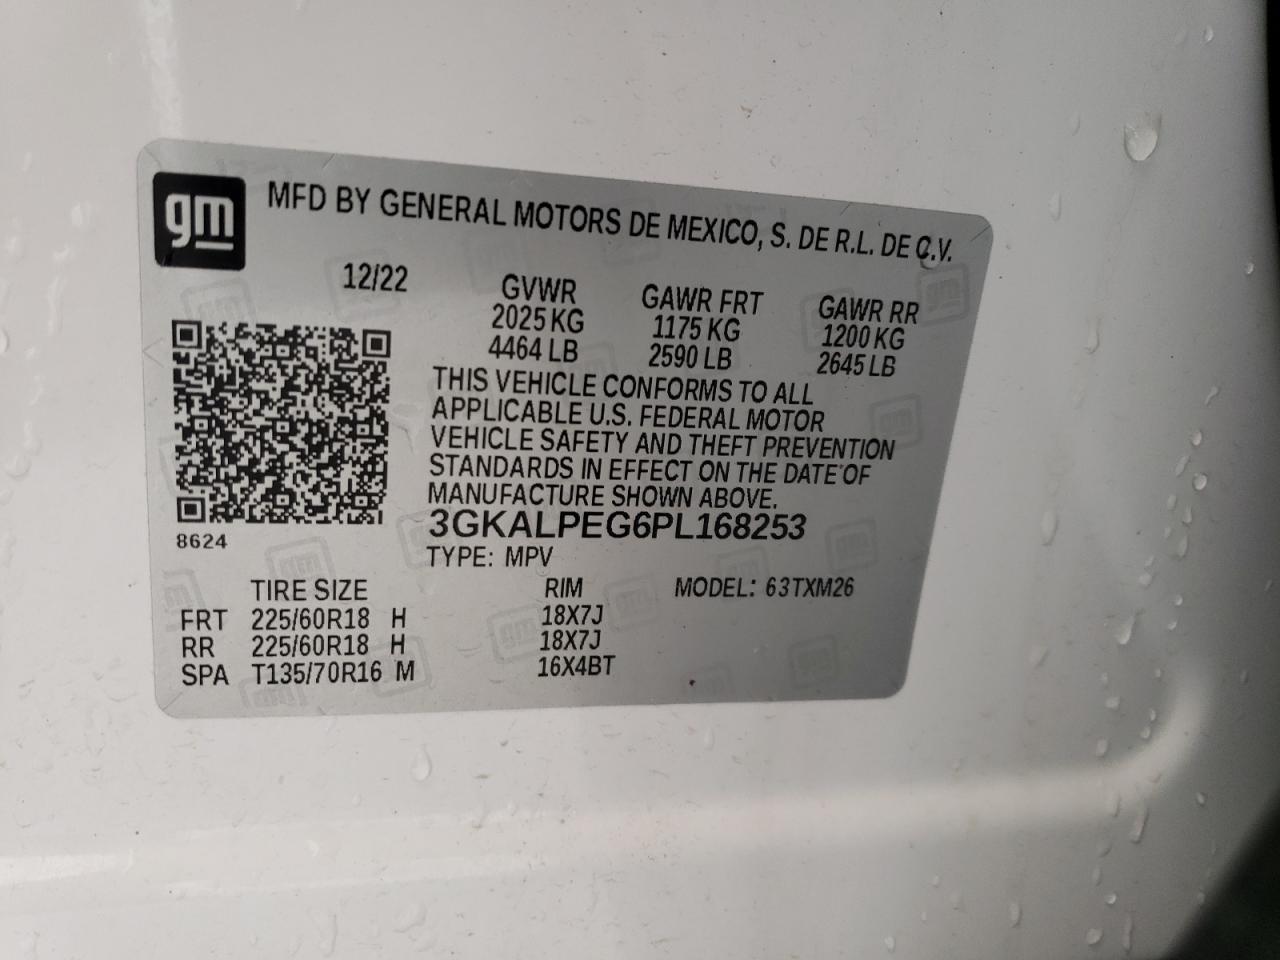 gm
MFD BY GENERAL MOTORS DE MEXICO, S. DE R.L. DE C.V.
12/22 GVWR GAWR FRT GAWR RR
2025 KG 1175 KG 1200 KG
4464 LB 2590 LB 2645 LB
THIS VEHICLE CONFORMS TO ALL
APPLICABLE U.S. FEDERAL MOTOR
VEHICLE SAFETY AND THEFT PREVENTION
STANDARDS IN EFFECT ON THE DATE OF
MANUFACTURE SHOWN ABOVE.
3GKALPEG6PL168253
8624
TYPE: MPV
TIRE SIZE RIM MODEL: 63TXM26
FRT 225/60R18 H 18X7J
RR 225/60R18 H 18X7J
SPA T135/70R16 M 16X4BT